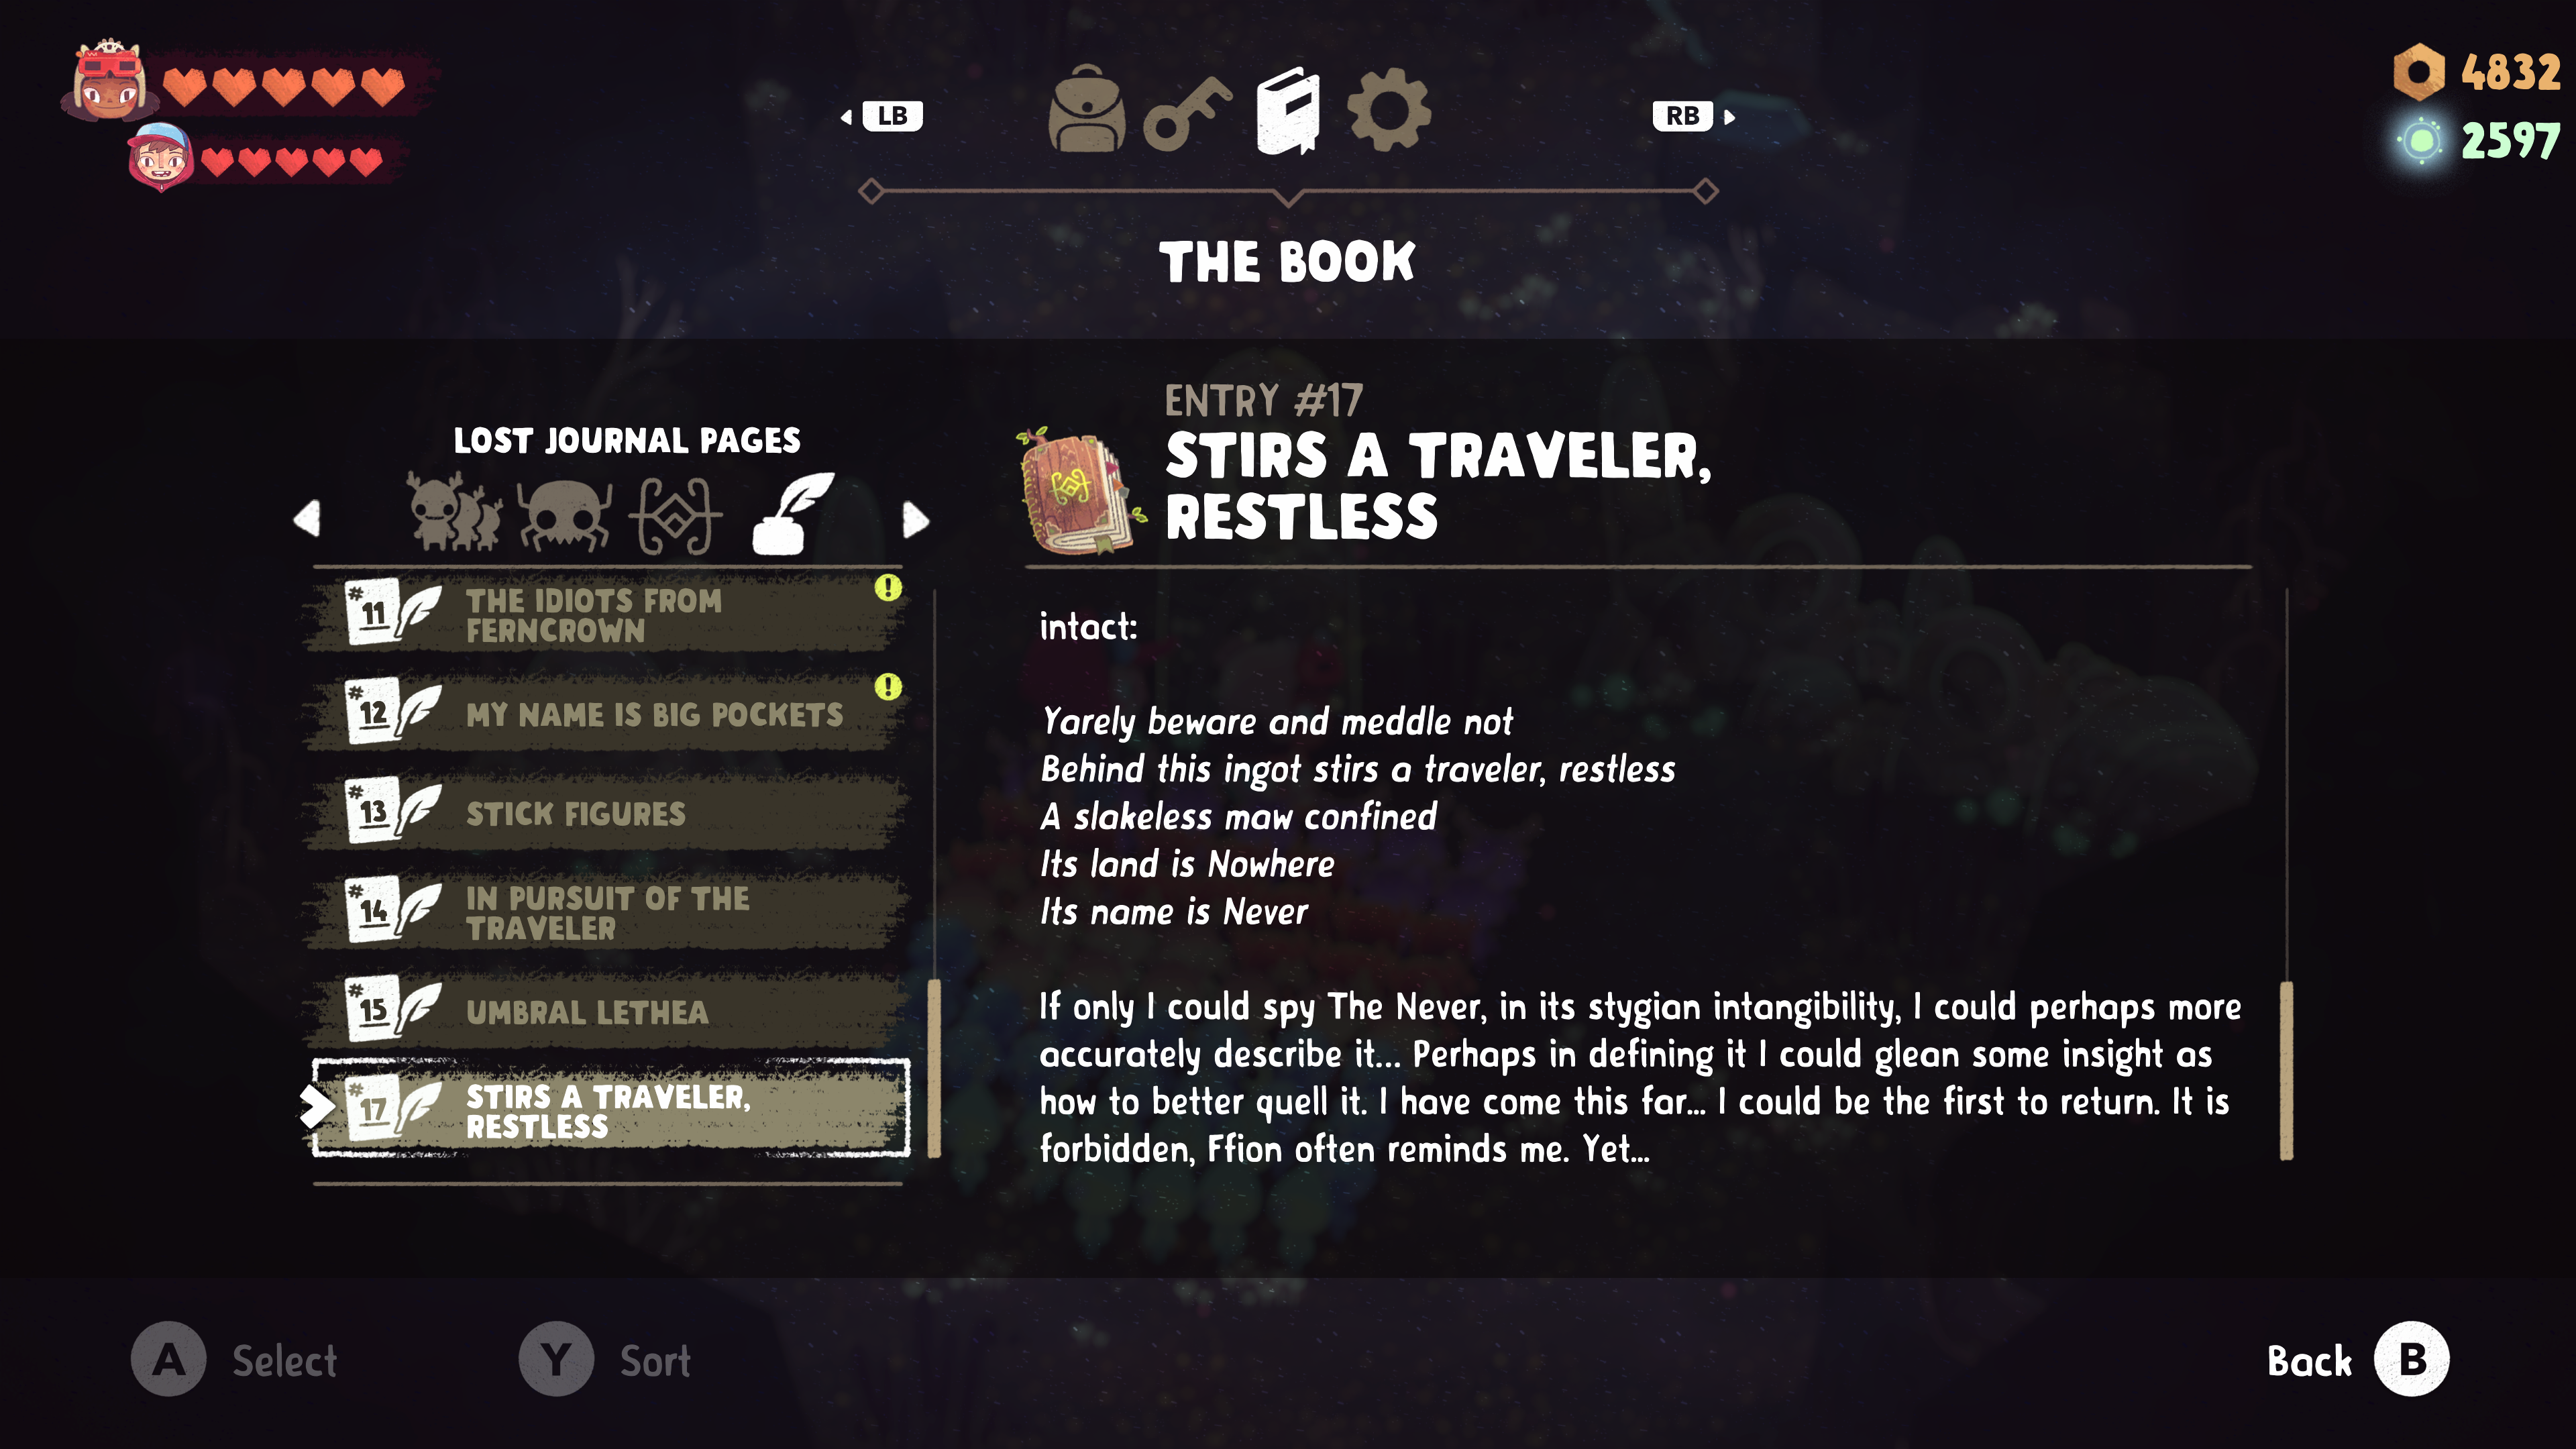 4832
2597
LB
RB
THE BOOK
LOST JOURNAL PAGES
#11 THE IDIOTS FROM
FERNCROWN
!
#12 MY NAME IS BIG POCKETS
!
#13 STICK FIGURES
#14 IN PURSUIT OF THE
TRAVELER
#15 UMBRAL LETHEA
#17 STIRS A TRAVELER,
RESTLESS
ENTRY #17
STIRS A TRAVELER,
RESTLESS
intact:
Yarely beware and meddle not
Behind this ingot stirs a traveler, restless
A slakeless maw confined
Its land is Nowhere
Its name is Never
If only I could spy The Never, in its stygian intangibility, I could perhaps more
accurately describe it... Perhaps in defining it I could glean some insight as
how to better quell it. I have come this far... I could be the first to return. It is
forbidden, Ffion often reminds me. Yet...
A Select
Y Sort
Back B